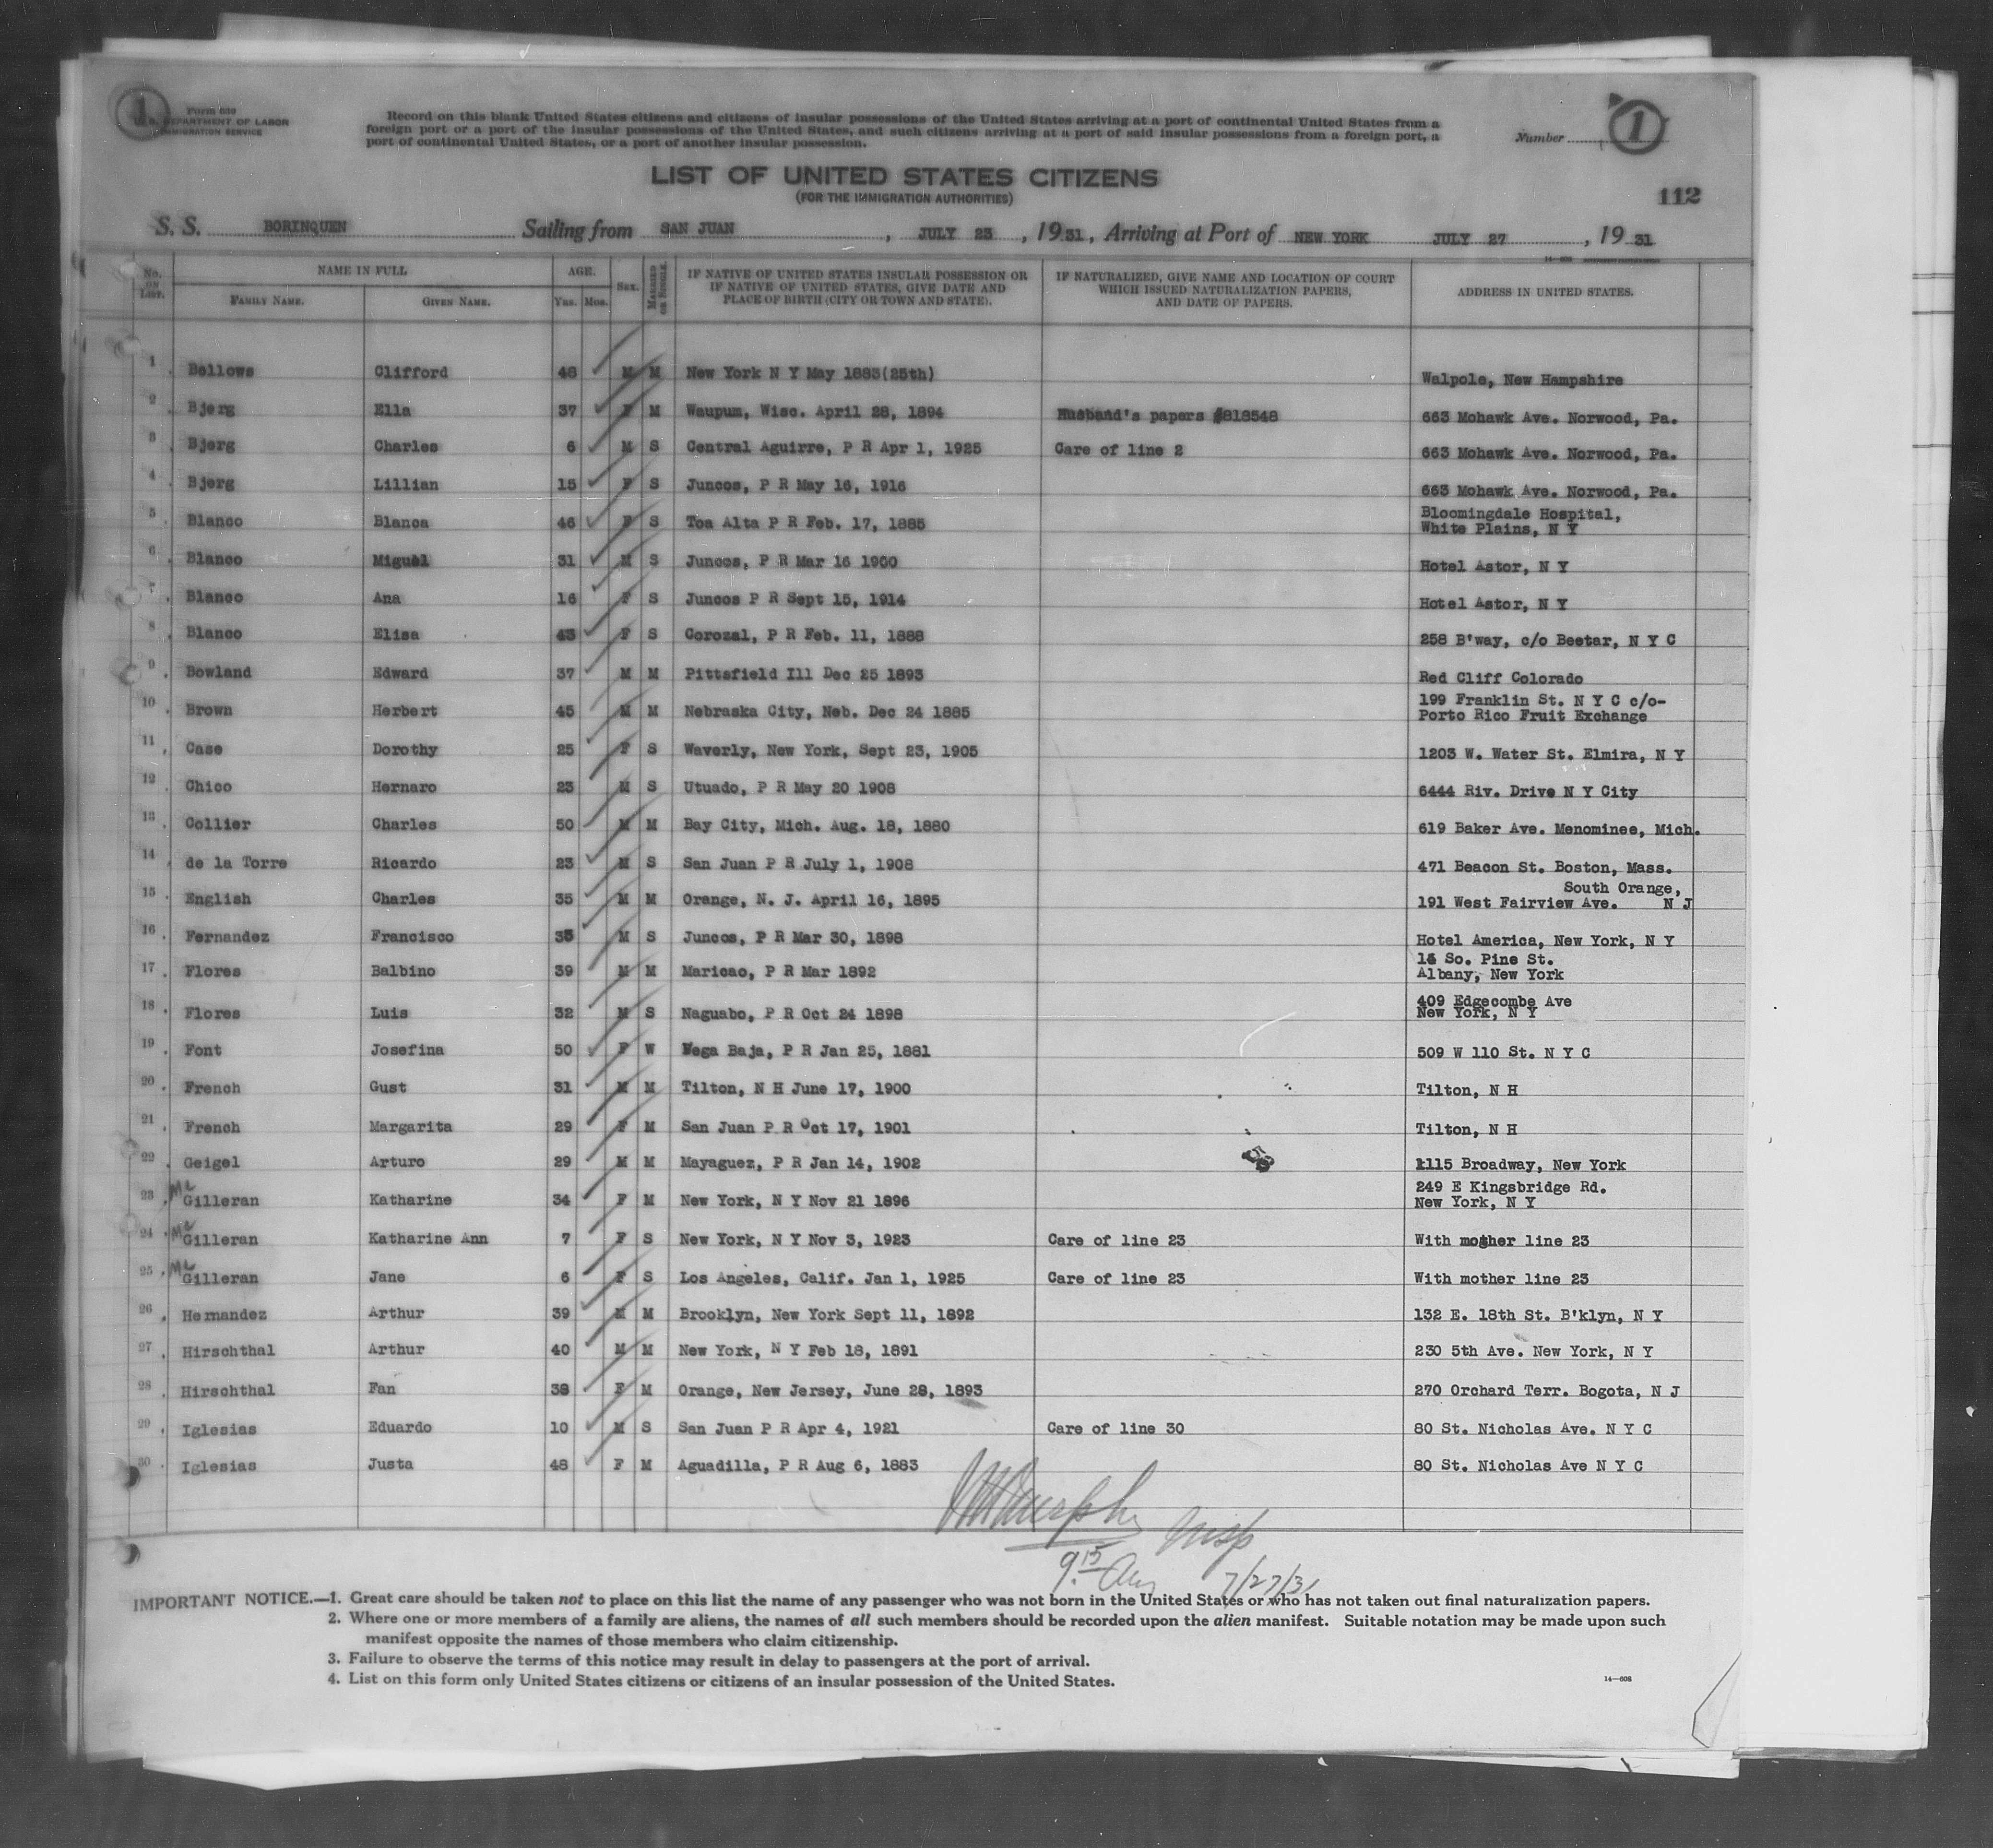 1
Form 630
U.S. DEPARTMENT OF LABOR
IMMIGRATION SERVICE
Record on this blank United States citizens and citizens of insular possessions of the United States arriving at a port of continental United States from a
foreign port or a port of the insular possessions of the United States, and such citizens arriving at a port of said insular possessions from a foreign port, a
port of continental United States, or a port of another insular possession.
Number 1
LIST OF UNITED STATES CITIZENS
(FOR THE IMMIGRATION AUTHORITIES)
112
S. S. BORINQUEN Sailing from SAN JUAN, JULY 23, 1931, Arriving at Port of NEW YORK JULY 27, 1931
No. ON LIST. NAME IN FULL AGE. Sex. MARRIED OR SINGLE. IF NATIVE OF UNITED STATES INSULAR POSSESSION OR IF NATIVE OF UNITED STATES, GIVE DATE AND PLACE OF BIRTH (CITY OR TOWN AND STATE). IF NATURALIZED, GIVE NAME AND LOCATION OF COURT WHICH ISSUED NATURALIZATION PAPERS, AND DATE OF PAPERS. ADDRESS IN UNITED STATES.
FAMILY NAME. GIVEN NAME. Yrs. Mos.
1 Bellows Clifford 48 M M New York N Y May 1883(25th) Walpole, New Hampshire
2 Bjerg Ella 37 F M Waupum, Wisc. April 28, 1894 Husband's papers #818548 663 Mohawk Ave. Norwood, Pa.
3 Bjerg Charles 6 M S Central Aguirre, P R Apr 1, 1925 Care of line 2 663 Mohawk Ave. Norwood, Pa.
4 Bjerg Lillian 15 F S Juncos, P R May 16, 1916 663 Mohawk Ave. Norwood, Pa.
5 Blanco Blanca 46 F S Toa Alta P R Feb. 17, 1885 Bloomingdale Hospital, White Plains, N Y
6 Blanco Miguel 31 M S Juncos, P R Mar 16 1900 Hotel Astor, N Y
7 Blanco Ana 16 F S Juncos P R Sept 15, 1914 Hotel Astor, N Y
8 Blanco Elisa 43 F S Corozal, P R Feb. 11, 1888 258 B'way, c/o Beetar, N Y C
9 Bowland Edward 37 M M Pittsfield Ill Dec 25 1893 Red Cliff Colorado
10 Brown Herbert 45 M M Nebraska City, Neb. Dec 24 1885 199 Franklin St. N Y C c/o- Porto Rico Fruit Exchange
11 Case Dorothy 25 F S Waverly, New York, Sept 23, 1905 1203 W. Water St. Elmira, N Y
12 Chico Hernaro 23 M S Utuado, P R May 20 1908 6444 Riv. Drive N Y City
13 Collier Charles 50 M M Bay City, Mich. Aug. 18, 1880 619 Baker Ave. Menominee, Mich.
14 de la Torre Ricardo 23 M S San Juan P R July 1, 1908 471 Beacon St. Boston, Mass.
15 English Charles 35 M M Orange, N. J. April 16, 1895 191 West Fairview Ave. South Orange, N J
16 Fernandez Francisco 33 M S Juncos, P R Mar 30, 1898 Hotel America, New York, N Y
17 Flores Balbino 39 M M Maricao, P R Mar 1892 15 So. Pine St. Albany, New York
18 Flores Luis 32 M S Naguabo, P R Oct 24 1898 409 Edgecombe Ave New York, N Y
19 Font Josefina 50 F W Vega Baja, P R Jan 25, 1881 509 W 110 St. N Y C
20 French Gust 31 M M Tilton, N H June 17, 1900 Tilton, N H
21 French Margarita 29 F M San Juan P R Oct 17, 1901 Tilton, N H
22 Geigel Arturo 29 M M Mayaguez, P R Jan 14, 1902 1115 Broadway, New York
23 McGilleran Katharine 34 F M New York, N Y Nov 21 1896 249 E Kingsbridge Rd. New York, N Y
24 McGilleran Katharine Ann 7 F S New York, N Y Nov 3, 1923 Care of line 23 With mother line 23
25 McGilleran Jane 6 F S Los Angeles, Calif. Jan 1, 1925 Care of line 23 With mother line 23
26 Hernandez Arthur 39 M M Brooklyn, New York Sept 11, 1892 132 E. 18th St. B'klyn, N Y
27 Hirschthal Arthur 40 M M New York, N Y Feb 18, 1891 230 5th Ave. New York, N Y
28 Hirschthal Fan 38 F M Orange, New Jersey, June 28, 1893 270 Orchard Terr. Bogota, N J
29 Iglesias Eduardo 10 M S San Juan P R Apr 4, 1921 Care of line 30 80 St. Nicholas Ave. N Y C
30 Iglesias Justa 48 F M Aguadilla, P R Aug 6, 1883 80 St. Nicholas Ave N Y C
Murphy Insp
9.15 Am 7/27/31
IMPORTANT NOTICE.—1. Great care should be taken not to place on this list the name of any passenger who was not born in the United States or who has not taken out final naturalization papers.
2. Where one or more members of a family are aliens, the names of all such members should be recorded upon the alien manifest. Suitable notation may be made upon such
manifest opposite the names of those members who claim citizenship.
3. Failure to observe the terms of this notice may result in delay to passengers at the port of arrival.
4. List on this form only United States citizens or citizens of an insular possession of the United States.
14—608